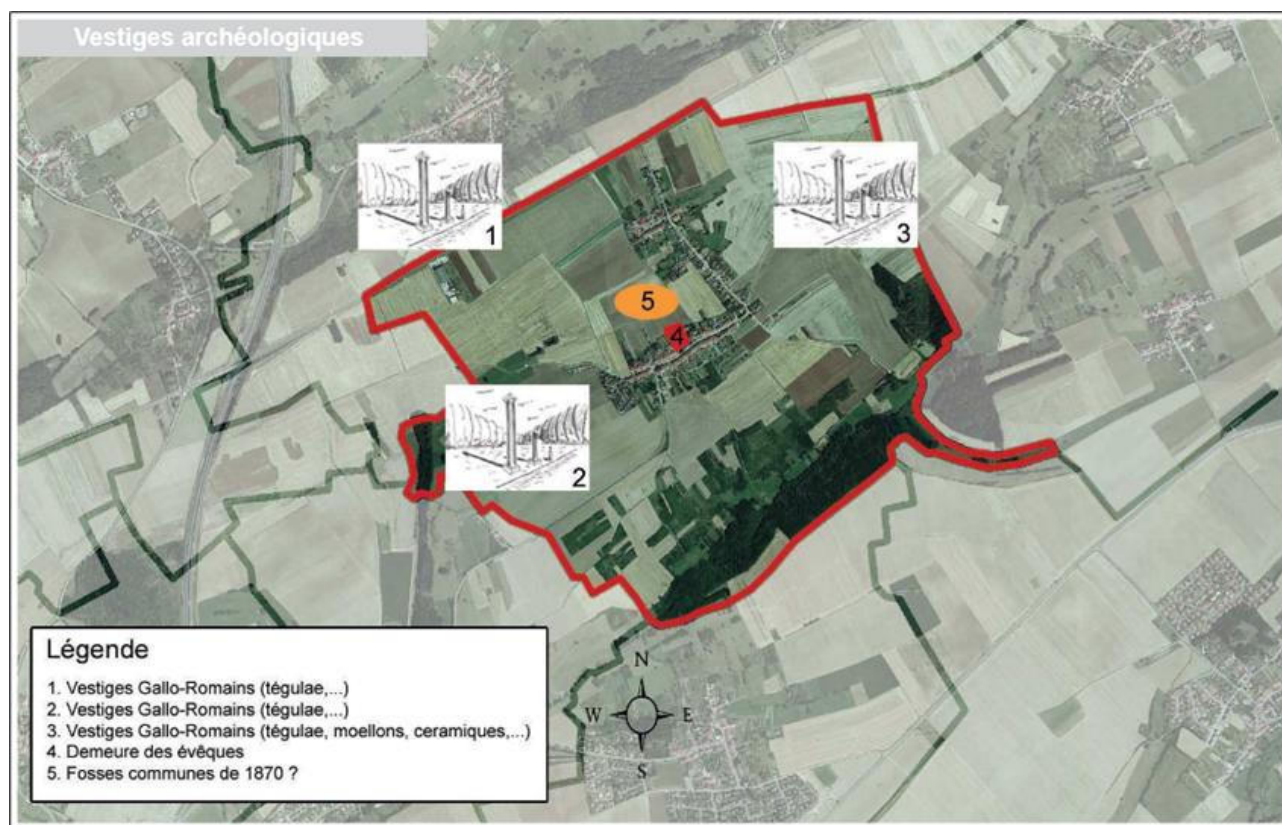 Vestiges archéologiques
1
3
5
4
2
Légende
1. Vestiges Gallo-Romains (tégulae,...)
2. Vestiges Gallo-Romains (tégulae,...)
3. Vestiges Gallo-Romains (tégulae, moellons, ceramiques,...)
4. Demeure des évêques
5. Fosses communes de 1870 ?
N
W E
S